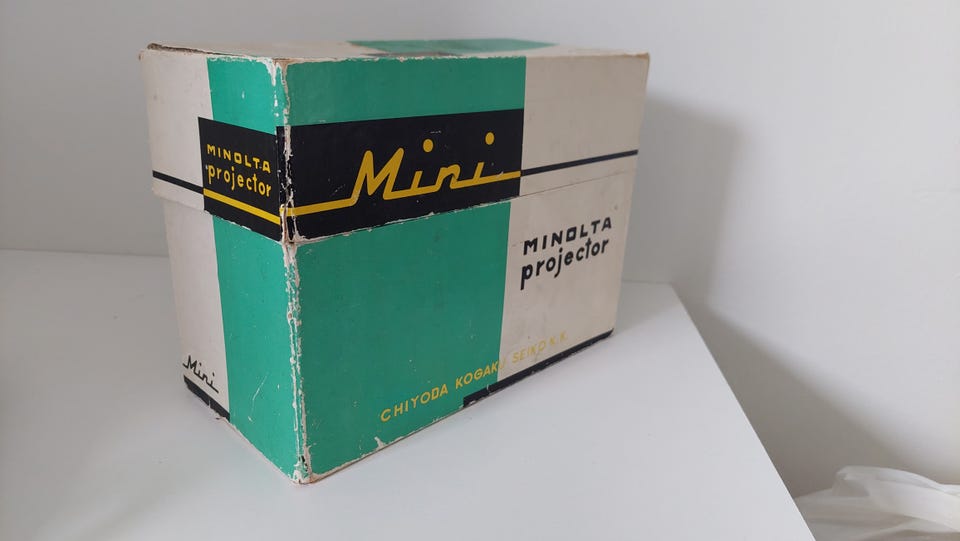 MINOLTA
projector
Mini
Mini
MINOLTA
projector
CHIYODA KOGAKU SEIKO K.K.